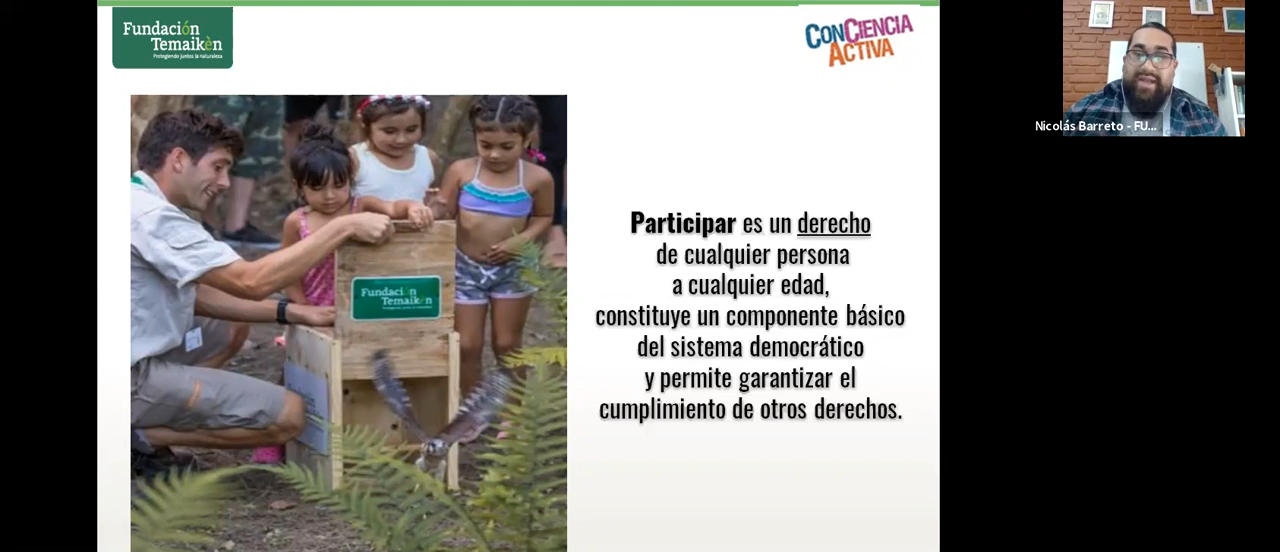 Fundación
Temaikèn
Protegiendo juntos la naturaleza
CONCIENCIA
ACTIVA
Nicolás Barreto - FU...
Fundación
Temaikèn
Participar es un derecho
de cualquier persona
a cualquier edad,
constituye un componente básico
del sistema democrático
y permite garantizar el
cumplimiento de otros derechos.